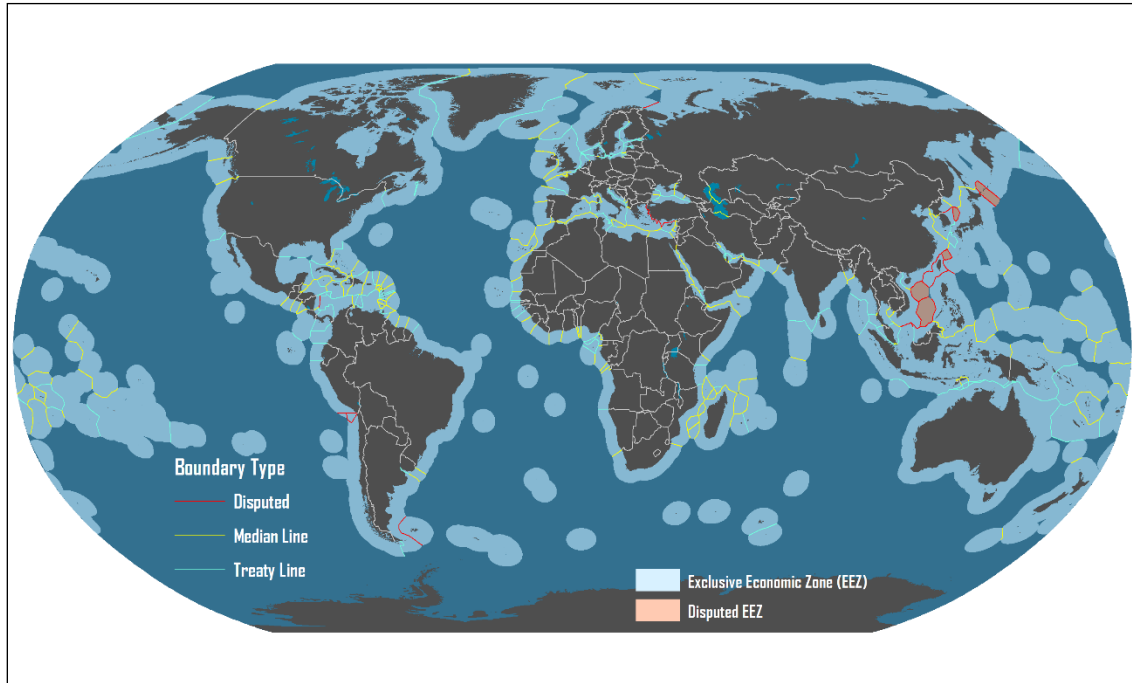 Boundary Type
Disputed
Median Line
Treaty Line
Exclusive Economic Zone (EEZ)
Disputed EEZ